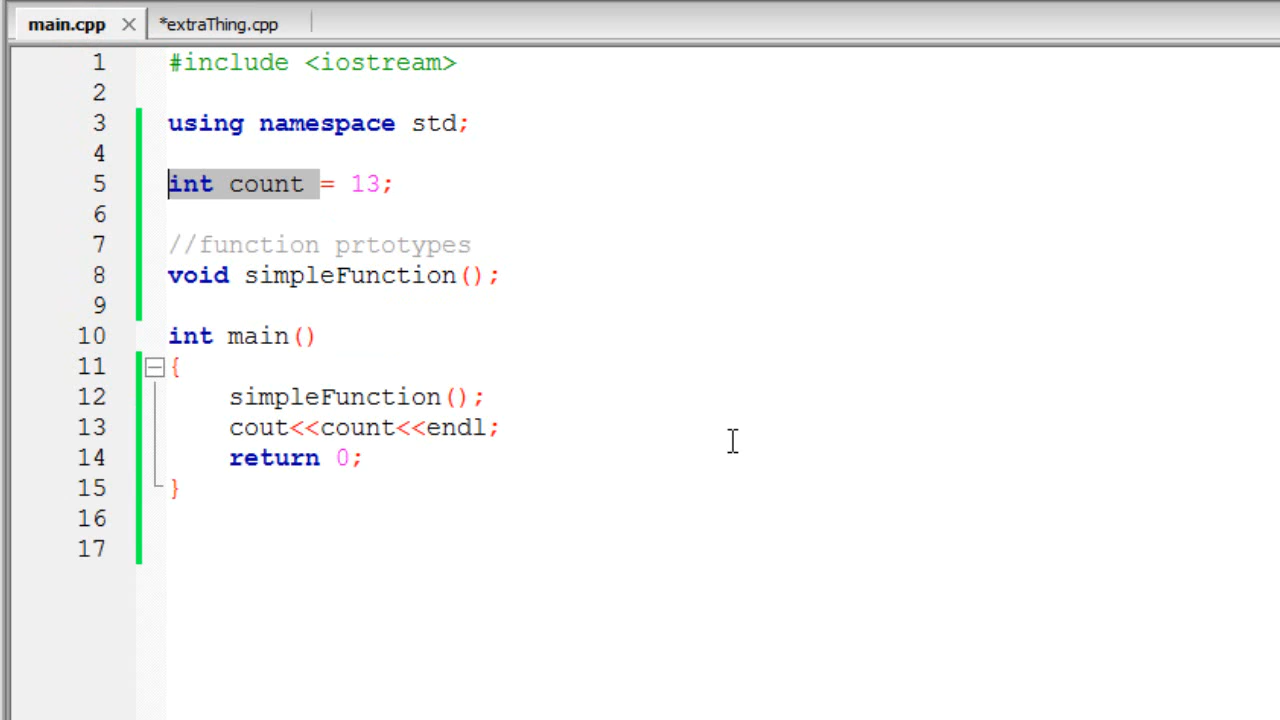 main.cpp *extraThing.cpp
1 #include <iostream>
2
3 using namespace std;
4
5 int count = 13;
6
7 //function prtotypes
8 void simpleFunction();
9
10 int main()
11 {
12 simpleFunction();
13 cout<<count<<endl;
14 return 0;
15 }
16
17